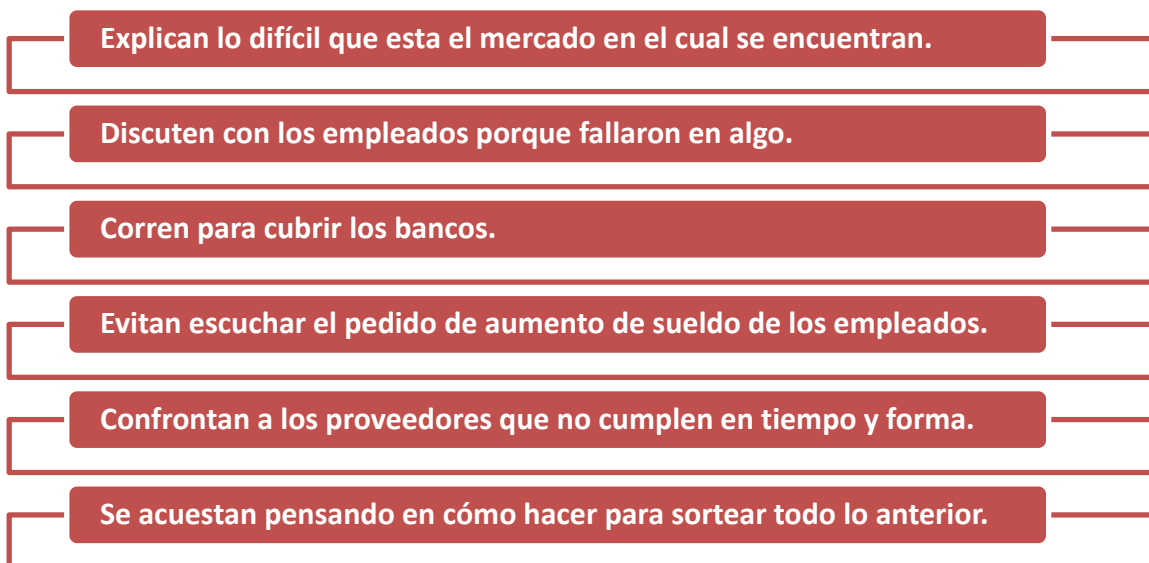 Explican lo difícil que esta el mercado en el cual se encuentran.
Discuten con los empleados porque fallaron en algo.
Corren para cubrir los bancos.
Evitan escuchar el pedido de aumento de sueldo de los empleados.
Confrontan a los proveedores que no cumplen en tiempo y forma.
Se acuestan pensando en cómo hacer para sortear todo lo anterior.